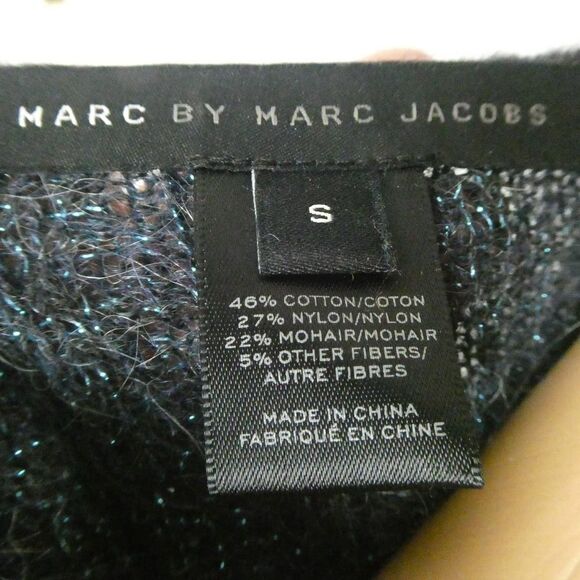 MARC BY MARC JACOBS
S
46% COTTON/COTON
27% NYLON/NYLON
22% MOHAIR/MOHAIR
5% OTHER FIBERS/
AUTRE FIBRES
MADE IN CHINA
FABRIQUÉ EN CHINE